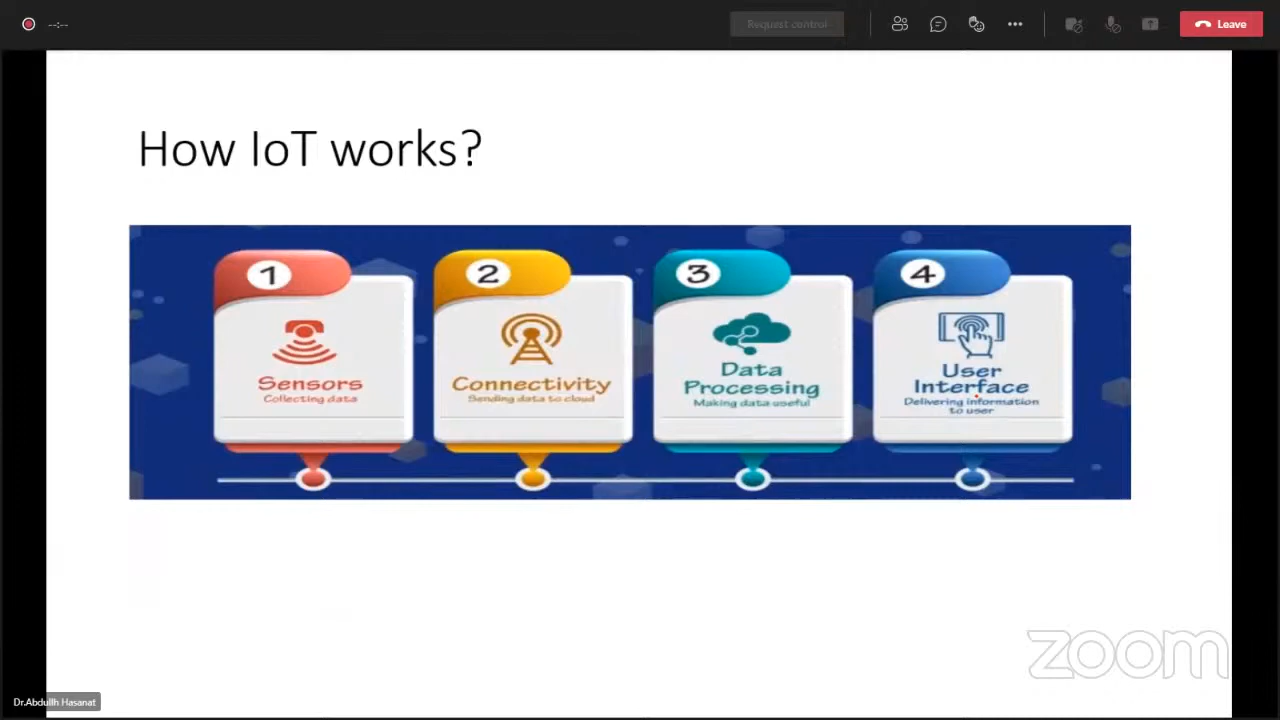 --:--
Request control
Leave
How IoT works?
1
2
3
4
Sensors
Collecting data
Connectivity
Sending data to cloud
Data
Processing
Making data useful
User
Interface
Delivering information
to user
zoom
Dr.Abdullh Hasanat